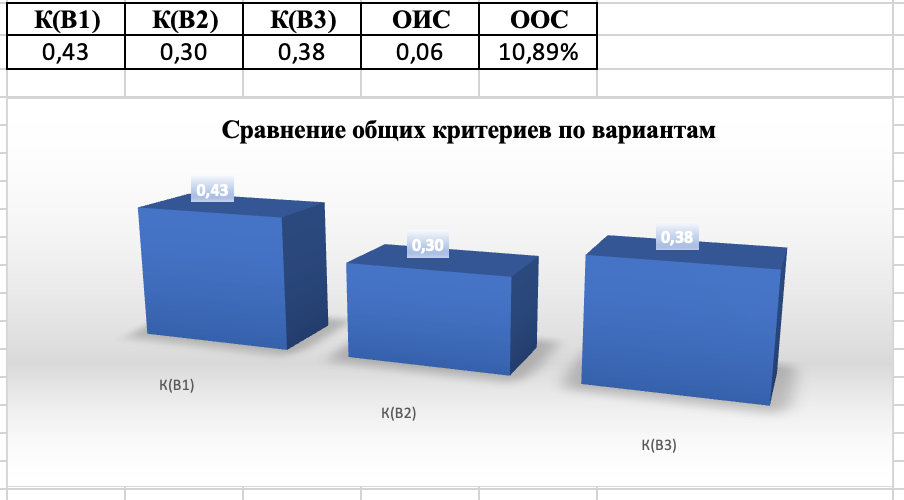 К(В1) К(В2) К(В3) ОИС ООС
0,43 0,30 0,38 0,06 10,89%
Сравнение общих критериев по вариантам
0,43
0,30
0,38
К(В1)
К(В2)
К(В3)